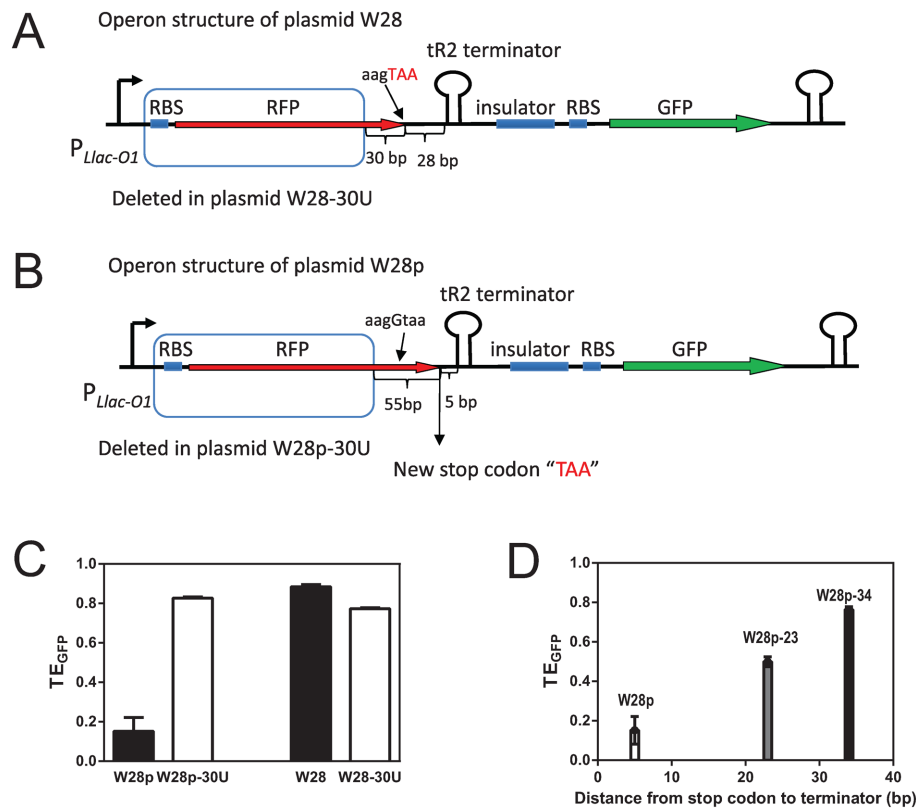 A
Operon structure of plasmid W28
tR2 terminator
aagTAA
RBS
RFP
insulator
RBS
GFP
P Llac-O1
30 bp
28 bp
Deleted in plasmid W28-30U
B
Operon structure of plasmid W28p
tR2 terminator
aagGtaa
RBS
RFP
insulator
RBS
GFP
P Llac-O1
55bp
5 bp
Deleted in plasmid W28p-30U
New stop codon “TAA”
C
TEGFP
1.0
0.8
0.6
0.4
0.2
0.0
W28p
W28p-30U
W28
W28-30U
D
TEGFP
1.0
0.8
0.6
0.4
0.2
0.0
W28p
W28p-23
W28p-34
0
10
20
30
40
Distance from stop codon to terminator (bp)